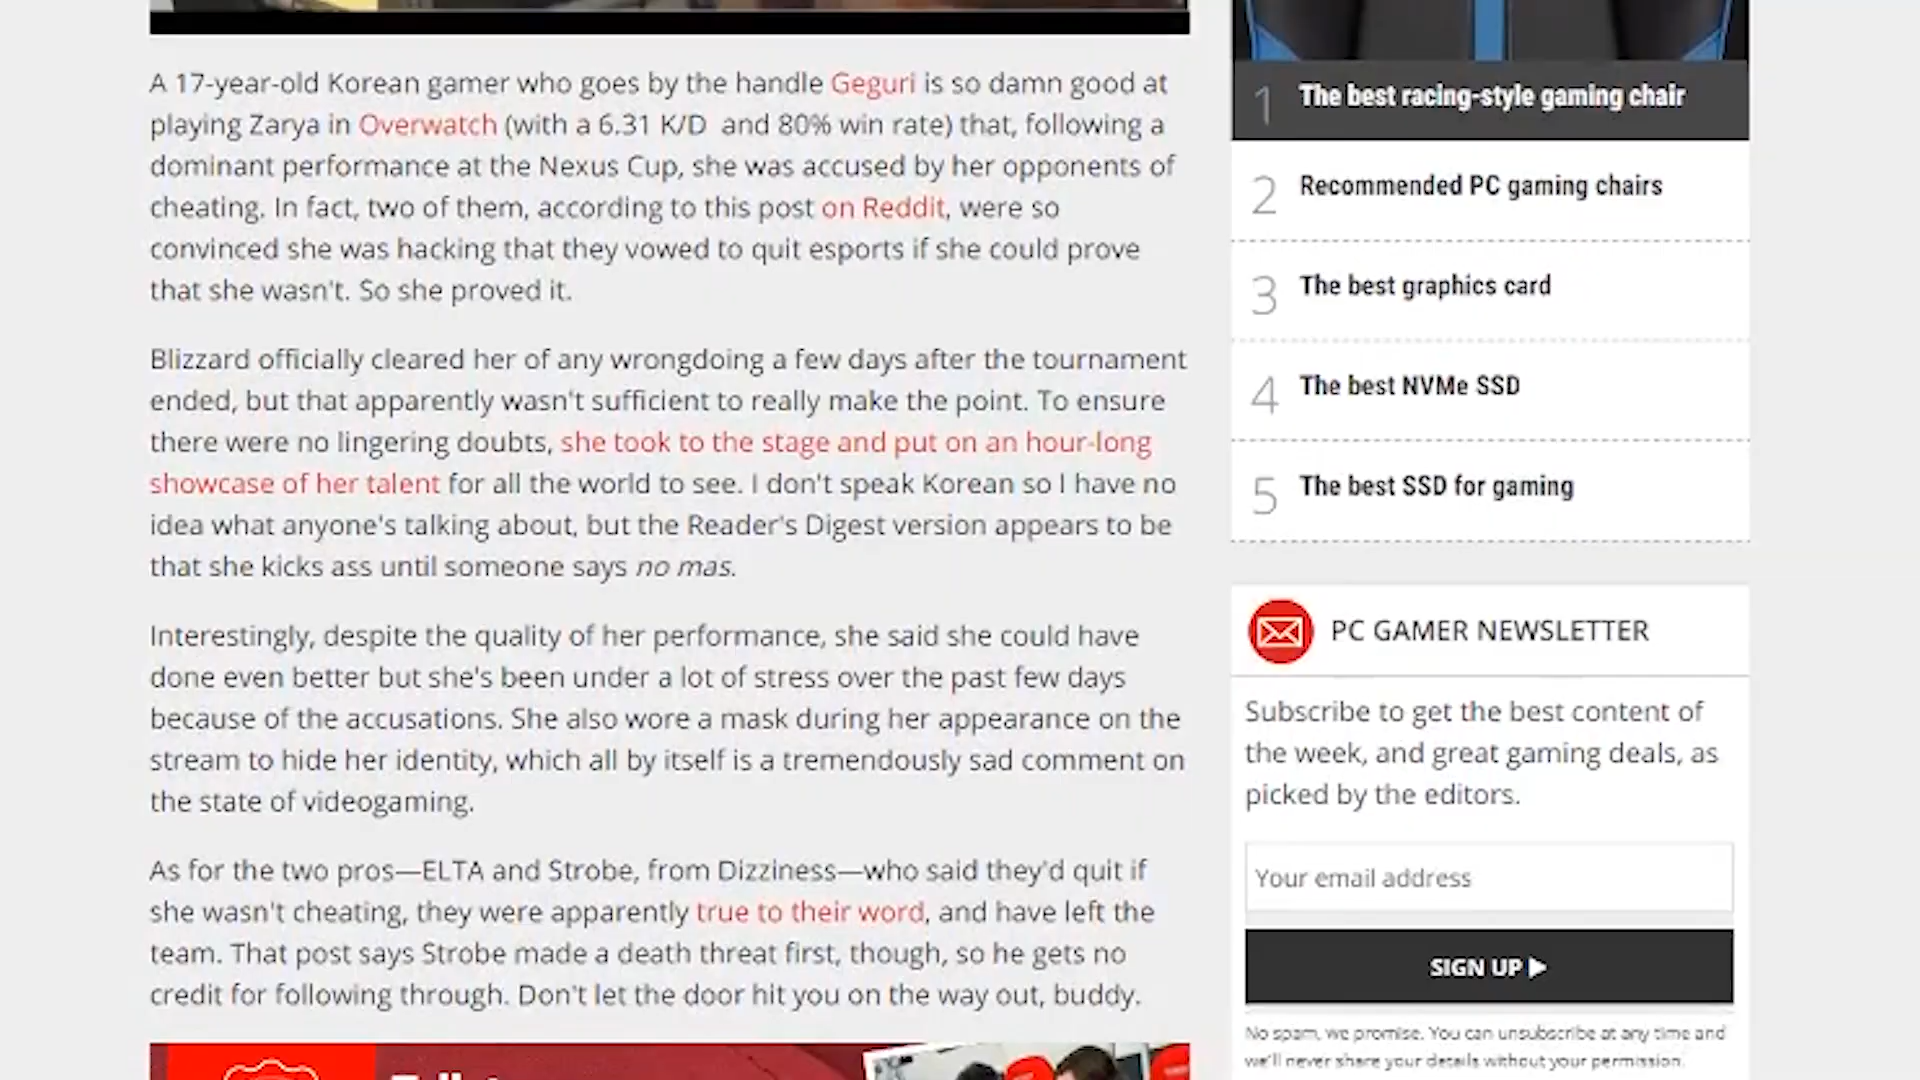 A 17-year-old Korean gamer who goes by the handle Geguri is so damn good at
playing Zarya in Overwatch (with a 6.31 K/D and 80% win rate) that, following a
dominant performance at the Nexus Cup, she was accused by her opponents of
cheating. In fact, two of them, according to this post on Reddit, were so
convinced she was hacking that they vowed to quit esports if she could prove
that she wasn't. So she proved it.
Blizzard officially cleared her of any wrongdoing a few days after the tournament
ended, but that apparently wasn't sufficient to really make the point. To ensure
there were no lingering doubts, she took to the stage and put on an hour-long
showcase of her talent for all the world to see. I don't speak Korean so I have no
idea what anyone's talking about, but the Reader's Digest version appears to be
that she kicks ass until someone says no mas.
Interestingly, despite the quality of her performance, she said she could have
done even better but she's been under a lot of stress over the past few days
because of the accusations. She also wore a mask during her appearance on the
stream to hide her identity, which all by itself is a tremendously sad comment on
the state of videogaming.
As for the two pros—ELTA and Strobe, from Dizziness—who said they'd quit if
she wasn't cheating, they were apparently true to their word, and have left the
team. That post says Strobe made a death threat first, though, so he gets no
credit for following through. Don't let the door hit you on the way out, buddy.
1 The best racing-style gaming chair
2 Recommended PC gaming chairs
3 The best graphics card
4 The best NVMe SSD
5 The best SSD for gaming
PC GAMER NEWSLETTER
Subscribe to get the best content of
the week, and great gaming deals, as
picked by the editors.
Your email address
SIGN UP ▶
No spam, we promise. You can unsubscribe at any time and
we'll never share your details without your permission.